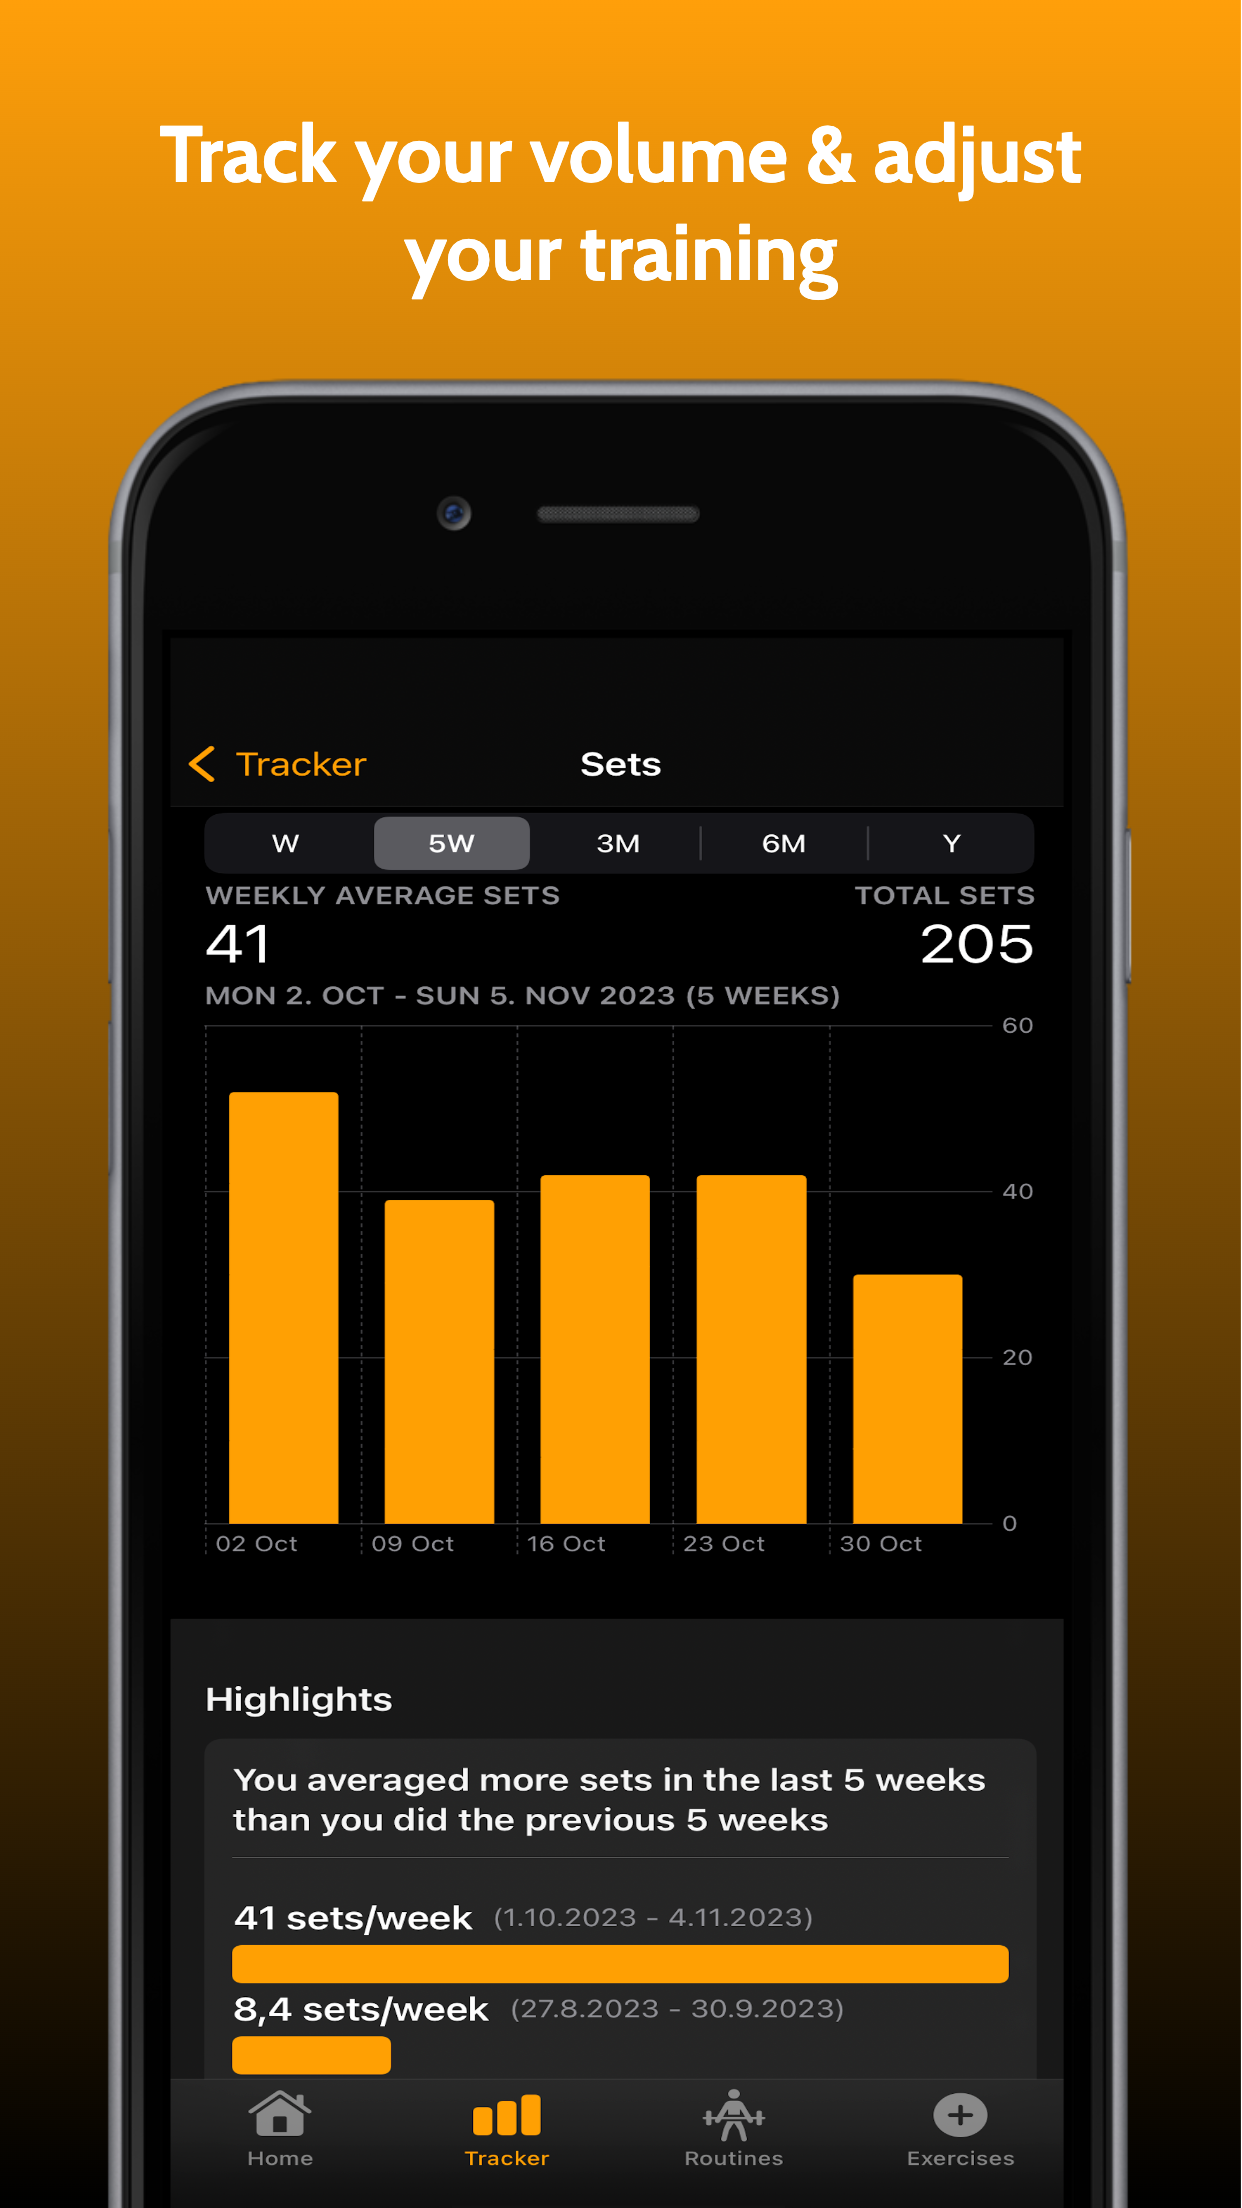 Track your volume & adjust
your training
Tracker
Sets
W 5W 3M 6M Y
WEEKLY AVERAGE SETS TOTAL SETS
41 205
MON 2. OCT - SUN 5. NOV 2023 (5 WEEKS)
60
40
20
0
02 Oct 09 Oct 16 Oct 23 Oct 30 Oct
Highlights
You averaged more sets in the last 5 weeks
than you did the previous 5 weeks
41 sets/week (1.10.2023 - 4.11.2023)
8,4 sets/week (27.8.2023 - 30.9.2023)
Home Tracker Routines Exercises